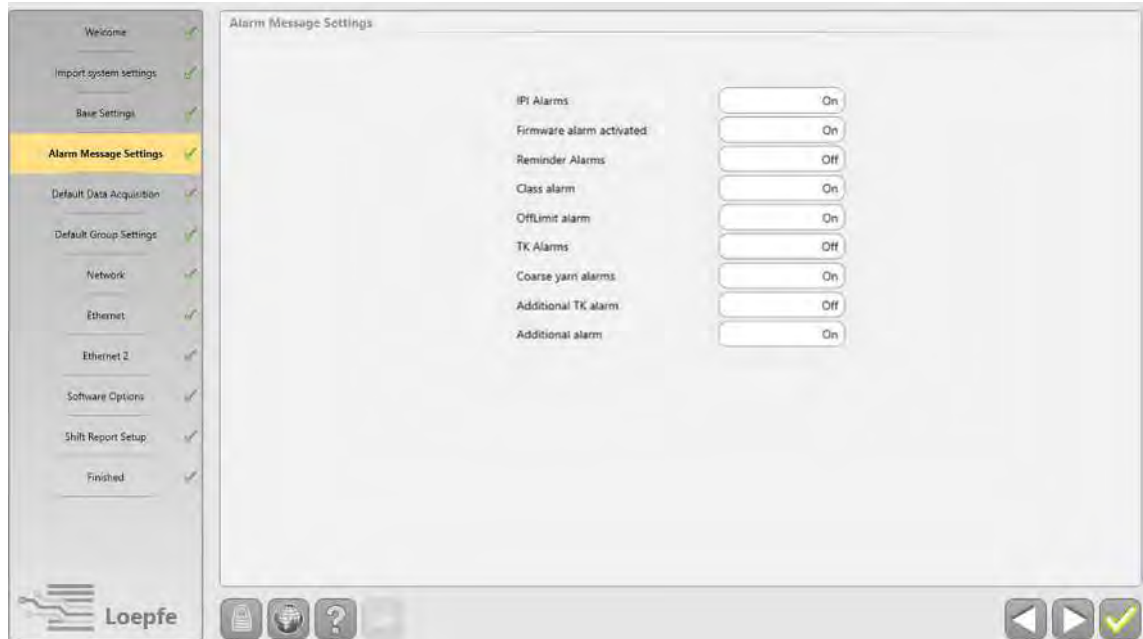 Welcome
Import system settings
Base Settings
Alarm Message Settings
Default Data Acquisition
Default Group Settings
Network
Ethernet
Ethernet 2
Software Options
Shift Report Setup
Finished
Loepfe
Alarm Message Settings
IPI Alarms On
Firmware alarm activated On
Reminder Alarms Off
Class alarm On
OffLimit alarm On
TK Alarms Off
Coarse yarn alarms On
Additional TK alarm Off
Additional alarm On
?